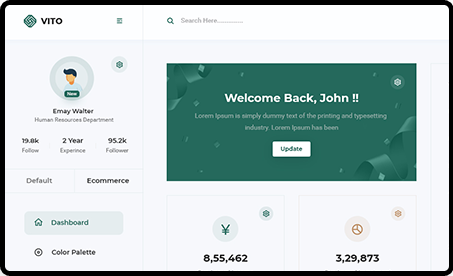 VITO
Search Here..............
New
Emay Walter
Human Resources Department
19.8k
2 Year
95.2k
Follow
Experince
Follower
Default
Ecommerce
Dashboard
Color Palette
Welcome Back, John !!
Lorem Ipsum is simply dummy text of the printing and typesetting
industry. Lorem Ipsum has been
Update
¥
8,55,462
3,29,873